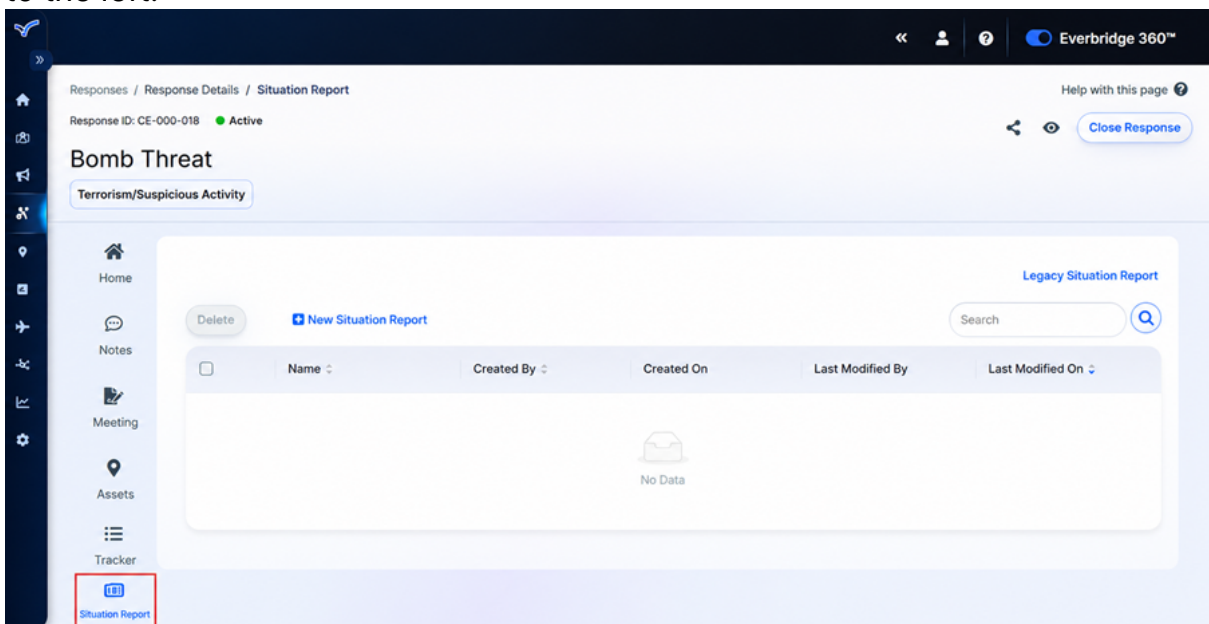 to the left.
Everbridge 360™
Responses / Response Details / Situation Report
Help with this page
Response ID: CE-000-018 Active
Close Response
Bomb Threat
Terrorism/Suspicious Activity
Home
Legacy Situation Report
Delete
New Situation Report
Search
Notes
Name Created By Created On Last Modified By Last Modified On
Meeting
No Data
Assets
Tracker
Situation Report